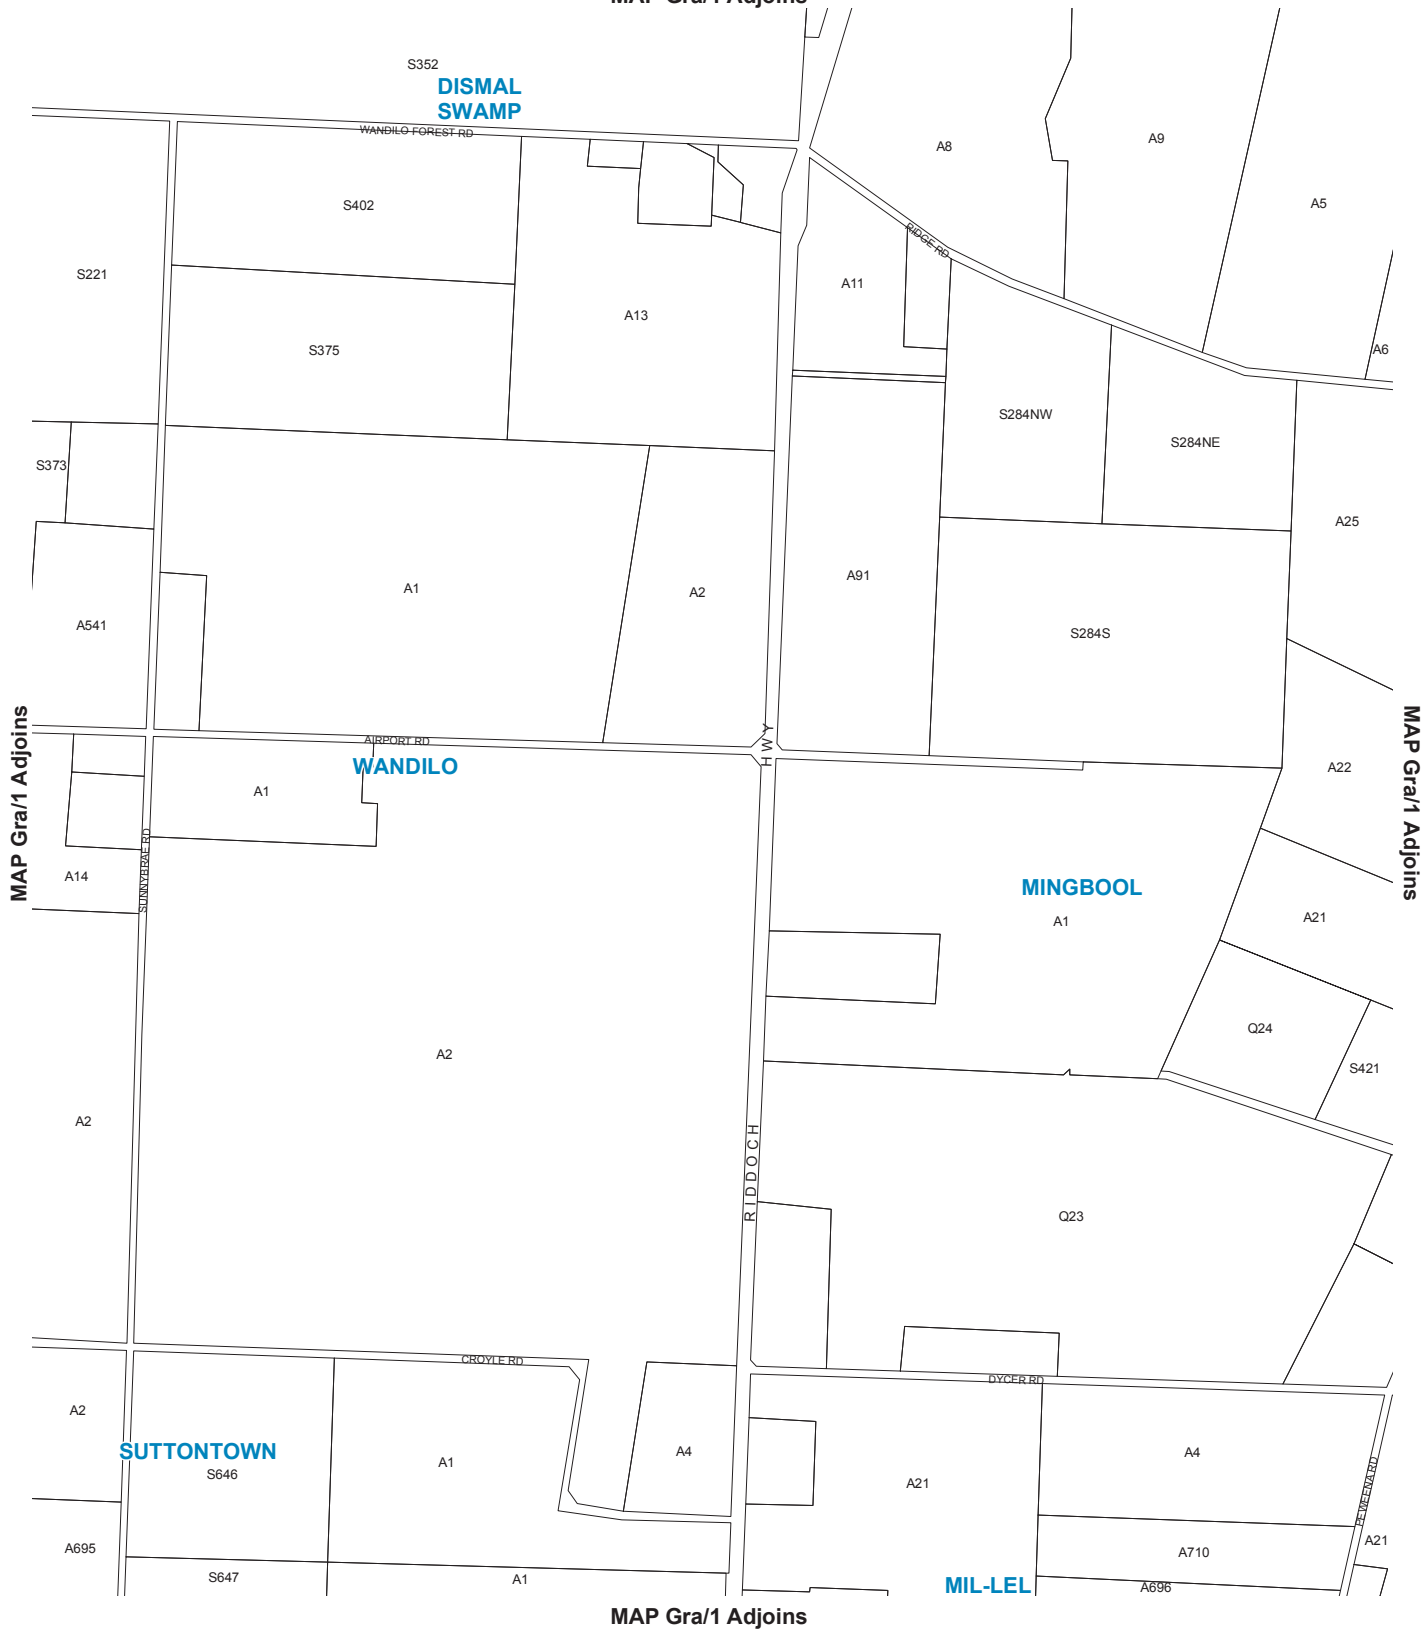 MAP Gra/1 Adjoins
S352
DISMAL
SWAMP
WANDILO FOREST RD
A8
A9
A5
S402
RIDGE RD
S221
A11
A13
S375
A6
S284NW
S284NE
S373
A25
A1
A2
A91
A541
S284S
MAP Gra/1 Adjoins
MAP Gra/1 Adjoins
HWY
AIRPORT RD
WANDILO
A22
A1
SUNNYBRAE RD
A14
MINGBOOL
A1
A21
Q24
A2
S421
A2
RIDDOCH
Q23
CROYLE RD
DYCER RD
A2
SUTTONTOWN
S646
A1
A4
A21
A4
PEWEENA RD
A695
A710
A21
S647
A1
MIL-LEL
A696
MAP Gra/1 Adjoins